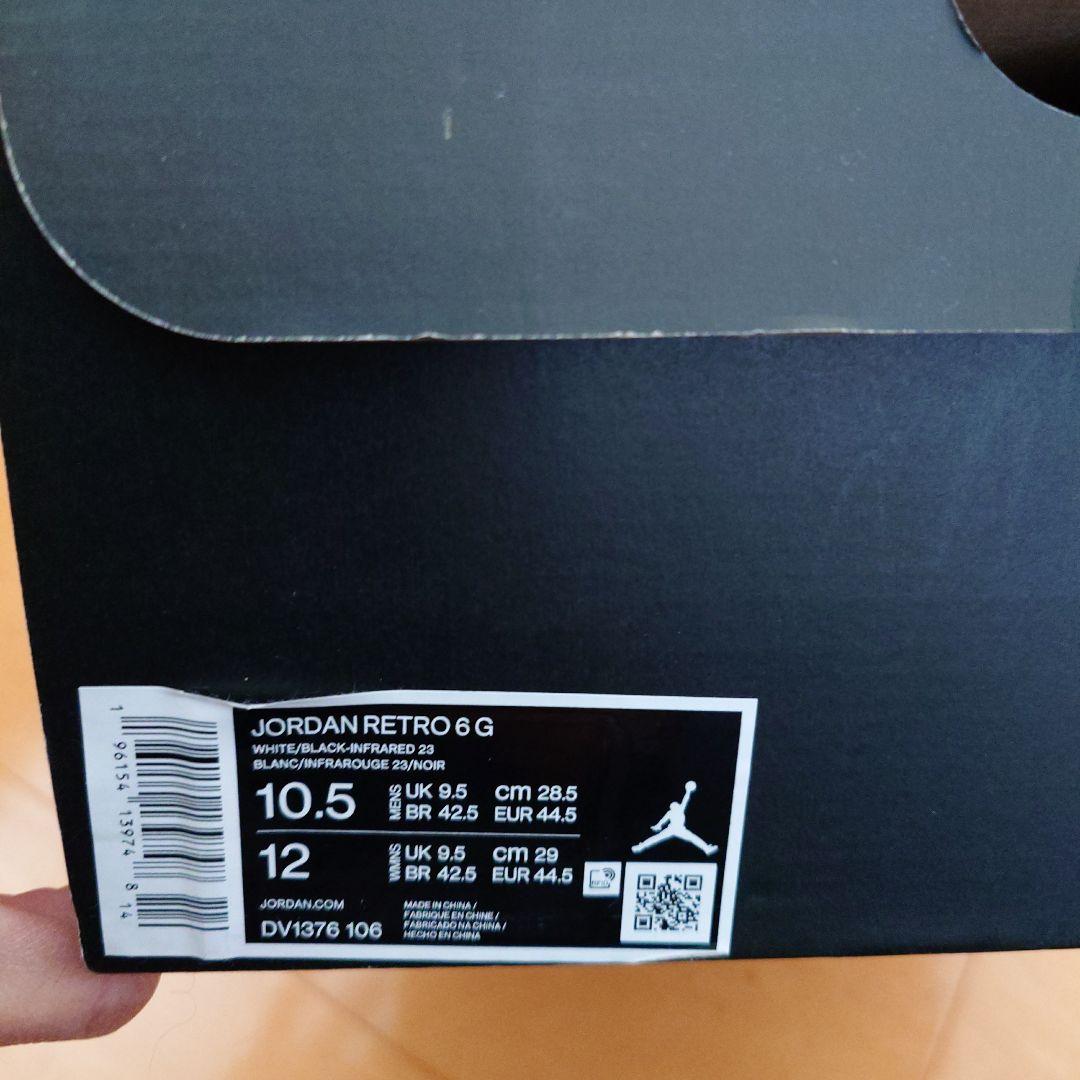 JORDAN RETRO 6 G
WHITE/BLACK-INFRARED 23
BLANC/INFRAROUGE 23/NOIR
10.5 MENS UK 9.5 cm 28.5
BR 42.5 EUR 44.5
12 WMNS UK 9.5 cm 29
BR 42.5 EUR 44.5
RFID
JORDAN.COM
DV1376 106
MADE IN CHINA /
FABRIQUE EN CHINE /
FABRICADO NA CHINA /
HECHO EN CHINA
1 96154 13974 8 14